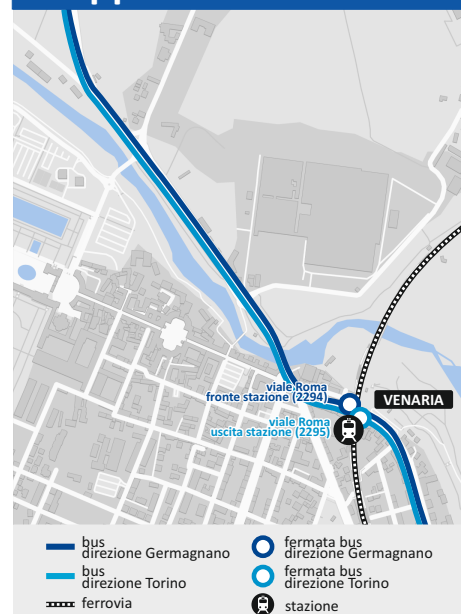 viale Roma
fronte stazione (2294)
VENARIA
viale Roma
uscita stazione (2295)
bus
direzione Germagnano
fermata bus
direzione Germagnano
bus
direzione Torino
fermata bus
direzione Torino
ferrovia
stazione